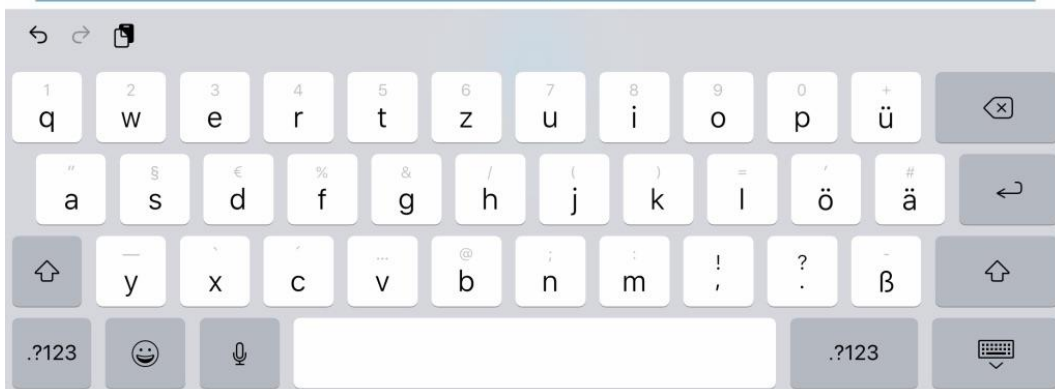 1 2 3 4 5 6 7 8 9 0 +
q w e r t z u i o p ü
" § € % & / ( ) = ' #
a s d f g h j k l ö ä
— ` ´ ... @ ; : ! ? -
y x c v b n m , . ß
.?123 .?123